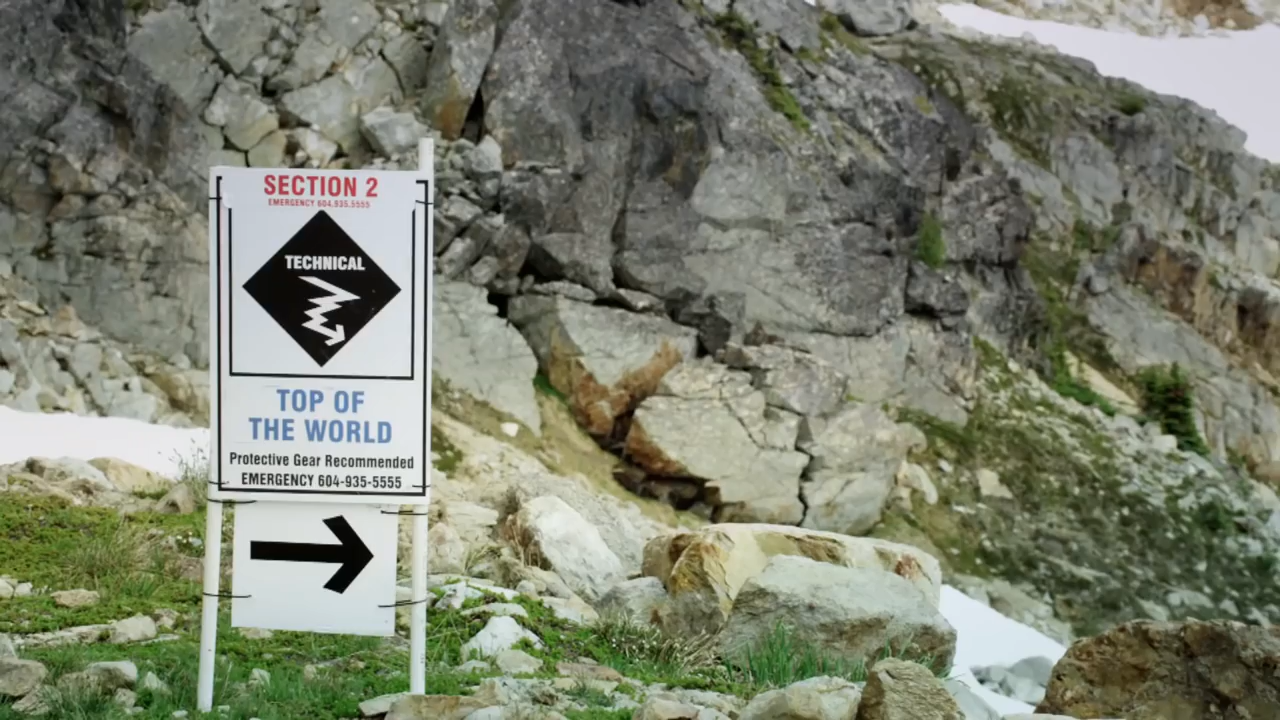 SECTION 2
EMERGENCY 604.935.5555
TECHNICAL
TOP OF
THE WORLD
Protective Gear Recommended
EMERGENCY 604-935-5555